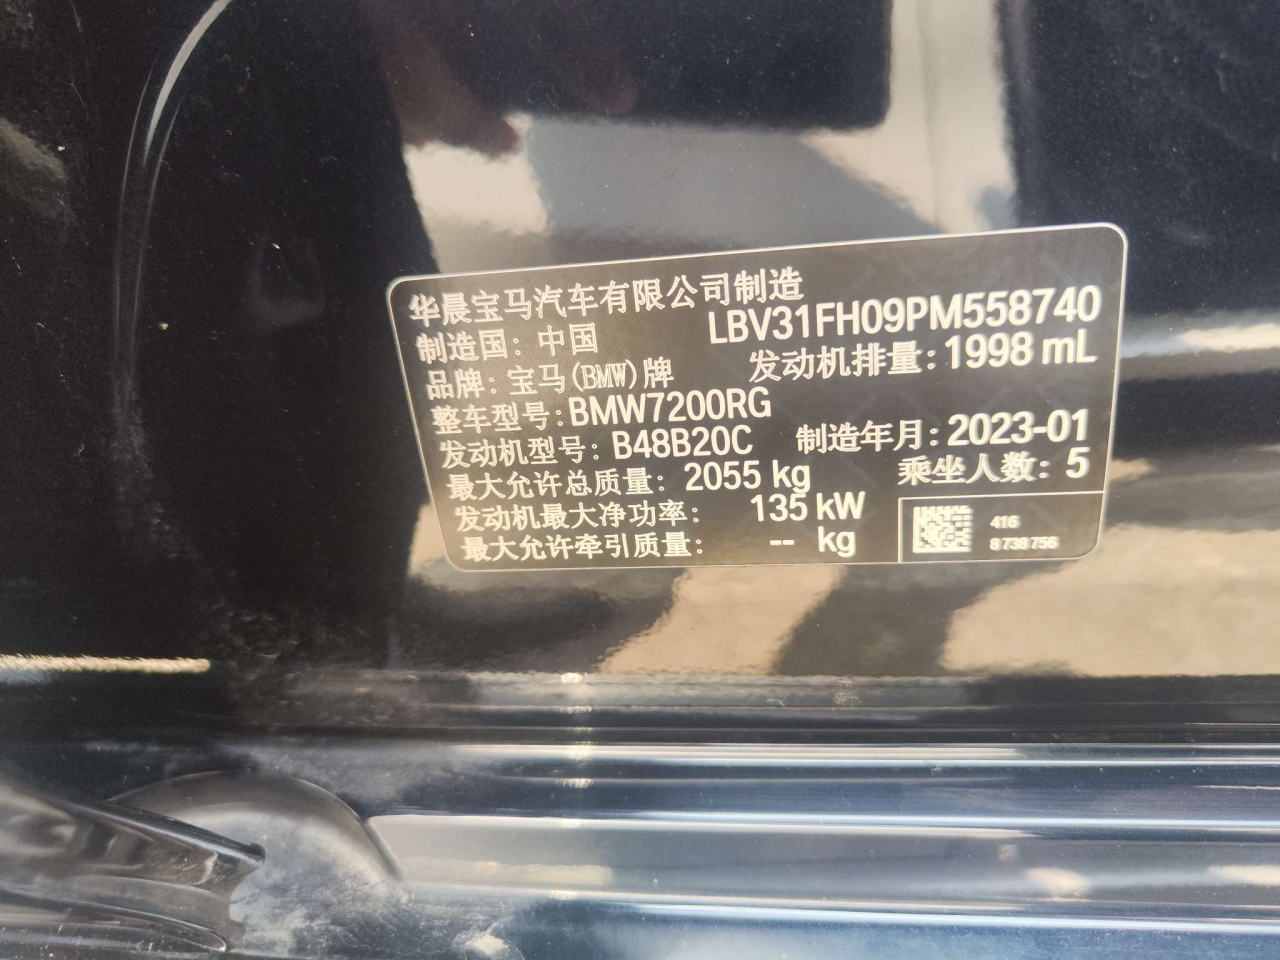 华晨宝马汽车有限公司制造
制造国：中国 LBV31FH09PM558740
品牌：宝马(BMW)牌 发动机排量：1998 mL
整车型号：BMW7200RG
发动机型号：B48B20C 制造年月：2023-01
最大允许总质量：2055 kg 乘坐人数：5
发动机最大净功率：135 kW
最大允许牵引质量：-- kg
416
8 738 756